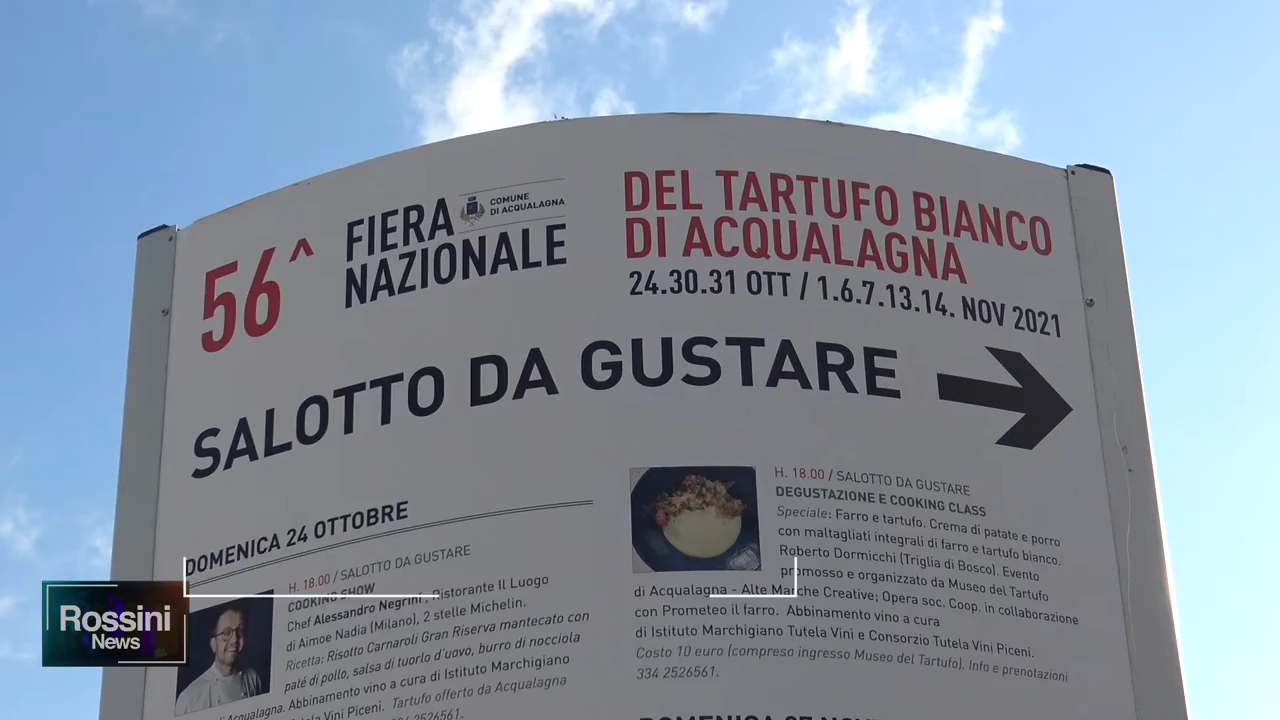 56^
FIERA
NAZIONALE
COMUNE
DI ACQUALAGNA
DEL TARTUFO BIANCO
DI ACQUALAGNA
24.30.31 OTT / 1.6.7.13.14. NOV 2021
SALOTTO DA GUSTARE
DOMENICA 24 OTTOBRE
H. 18.00 / SALOTTO DA GUSTARE
COOKING SHOW
Chef Alessandro Negrini, Ristorante Il Luogo
di Aimoe Nadia (Milano), 2 stelle Michelin.
Ricetta: Risotto Carnaroli Gran Riserva mantecato con
paté di pollo, salsa di tuorlo d'uovo, burro di nocciola
Acqualagna. Abbinamento vino a cura di Istituto Marchigiano
Tutela Vini Piceni. Tartufo offerto da Acqualagna
2526561.
H. 18.00 / SALOTTO DA GUSTARE
DEGUSTAZIONE E COOKING CLASS
Speciale: Farro e tartufo. Crema di patate e porro
con maltagliati integrali di farro e tartufo bianco.
Roberto Dormicchi (Triglia di Bosco). Evento
promosso e organizzato da Museo del Tartufo
di Acqualagna - Alte Marche Creative; Opera soc. Coop. in collaborazione
con Prometeo il farro. Abbinamento vino a cura
di Istituto Marchigiano Tutela Vini e Consorzio Tutela Vini Piceni.
Costo 10 euro (compreso ingresso Museo del Tartufo). Info e prenotazioni
334 2526561.
Rossini
News